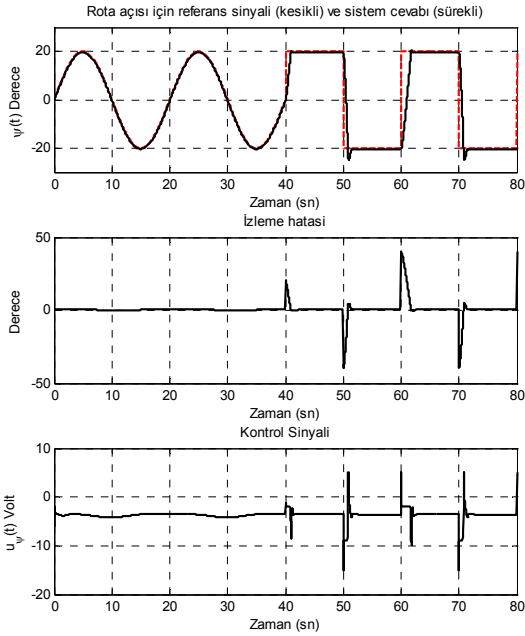 Rota açısı için referans sinyali (kesikli) ve sistem cevabı (sürekli)
ψ(t) Derece
20
0
-20
0 10 20 30 40 50 60 70 80
Zaman (sn)
İzleme hatasi
Derece
50
0
-50
0 10 20 30 40 50 60 70 80
Zaman (sn)
Kontrol Sinyali
uψ(t) Volt
10
0
-10
-20
0 10 20 30 40 50 60 70 80
Zaman (sn)